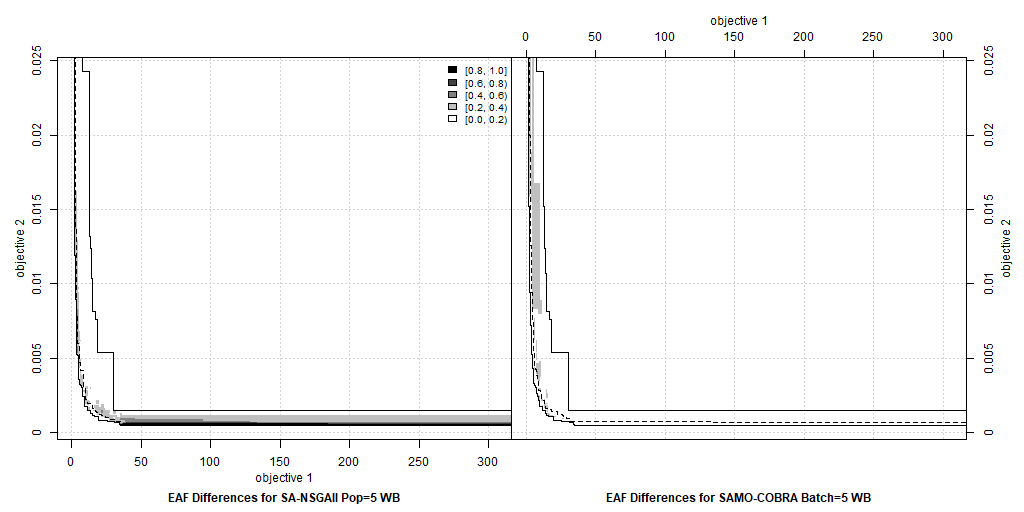 objective 1
0 50 100 150 200 250 300
[0.8, 1.0]
[0.6, 0.8)
[0.4, 0.6)
[0.2, 0.4)
[0.0, 0.2)
objective 2
0 0.005 0.01 0.015 0.02 0.025
0 0.005 0.01 0.015 0.02 0.025
objective 2
0 50 100 150 200 250 300
objective 1
EAF Differences for SA-NSGAII Pop=5 WB
EAF Differences for SAMO-COBRA Batch=5 WB